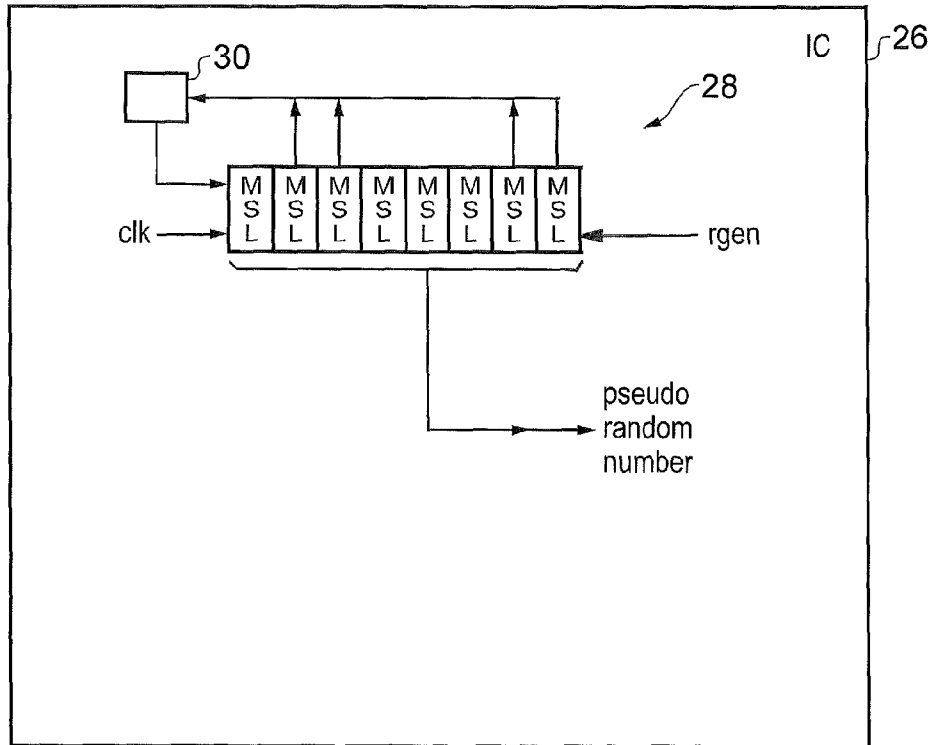 IC
26
30
28
M M M M M M M M
S S S S S S S S
L L L L L L L L
clk
rgen
pseudo
random
number